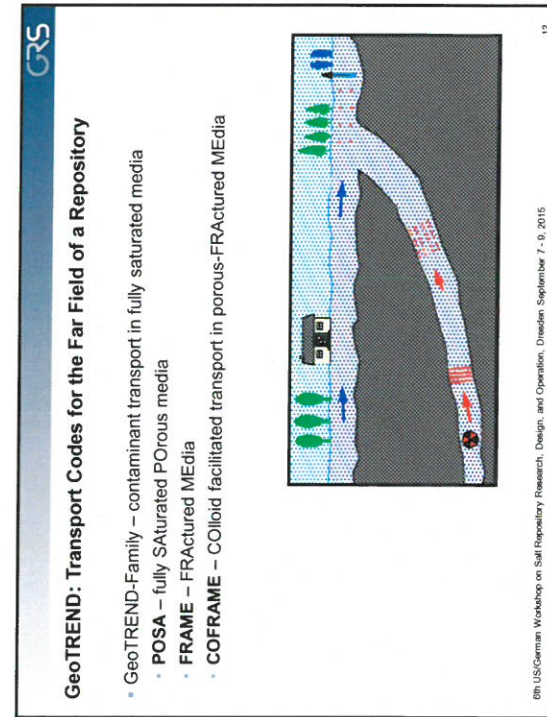 GRS
GeoTREND: Transport Codes for the Far Field of a Repository
▪ GeoTREND-Family – contaminant transport in fully saturated media
▪ POSA – fully SAturated POrous media
▪ FRAME – FRActured MEdia
▪ COFRAME – COlloid facilitated transport in porous-FRActured MEdia
6th US/German Workshop on Salt Repository Research, Design, and Operation, Dresden September 7 - 9, 2015
12